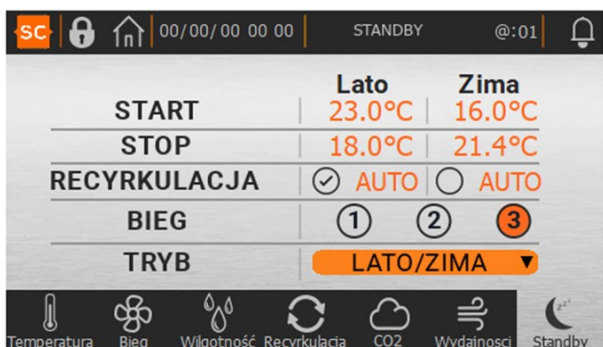 SC 00/00/00 00 00 STANDBY @:01
Lato Zima
START 23.0°C 16.0°C
STOP 18.0°C 21.4°C
RECYRKULACJA AUTO AUTO
BIEG 1 2 3
TRYB LATO/ZIMA
Temperatura Bieg Wilgotność Recyrkulacja CO2 Wydajnosci Standby